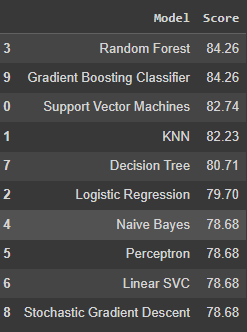 Model Score
3 Random Forest 84.26
9 Gradient Boosting Classifier 84.26
0 Support Vector Machines 82.74
1 KNN 82.23
7 Decision Tree 80.71
2 Logistic Regression 79.70
4 Naive Bayes 78.68
5 Perceptron 78.68
6 Linear SVC 78.68
8 Stochastic Gradient Descent 78.68